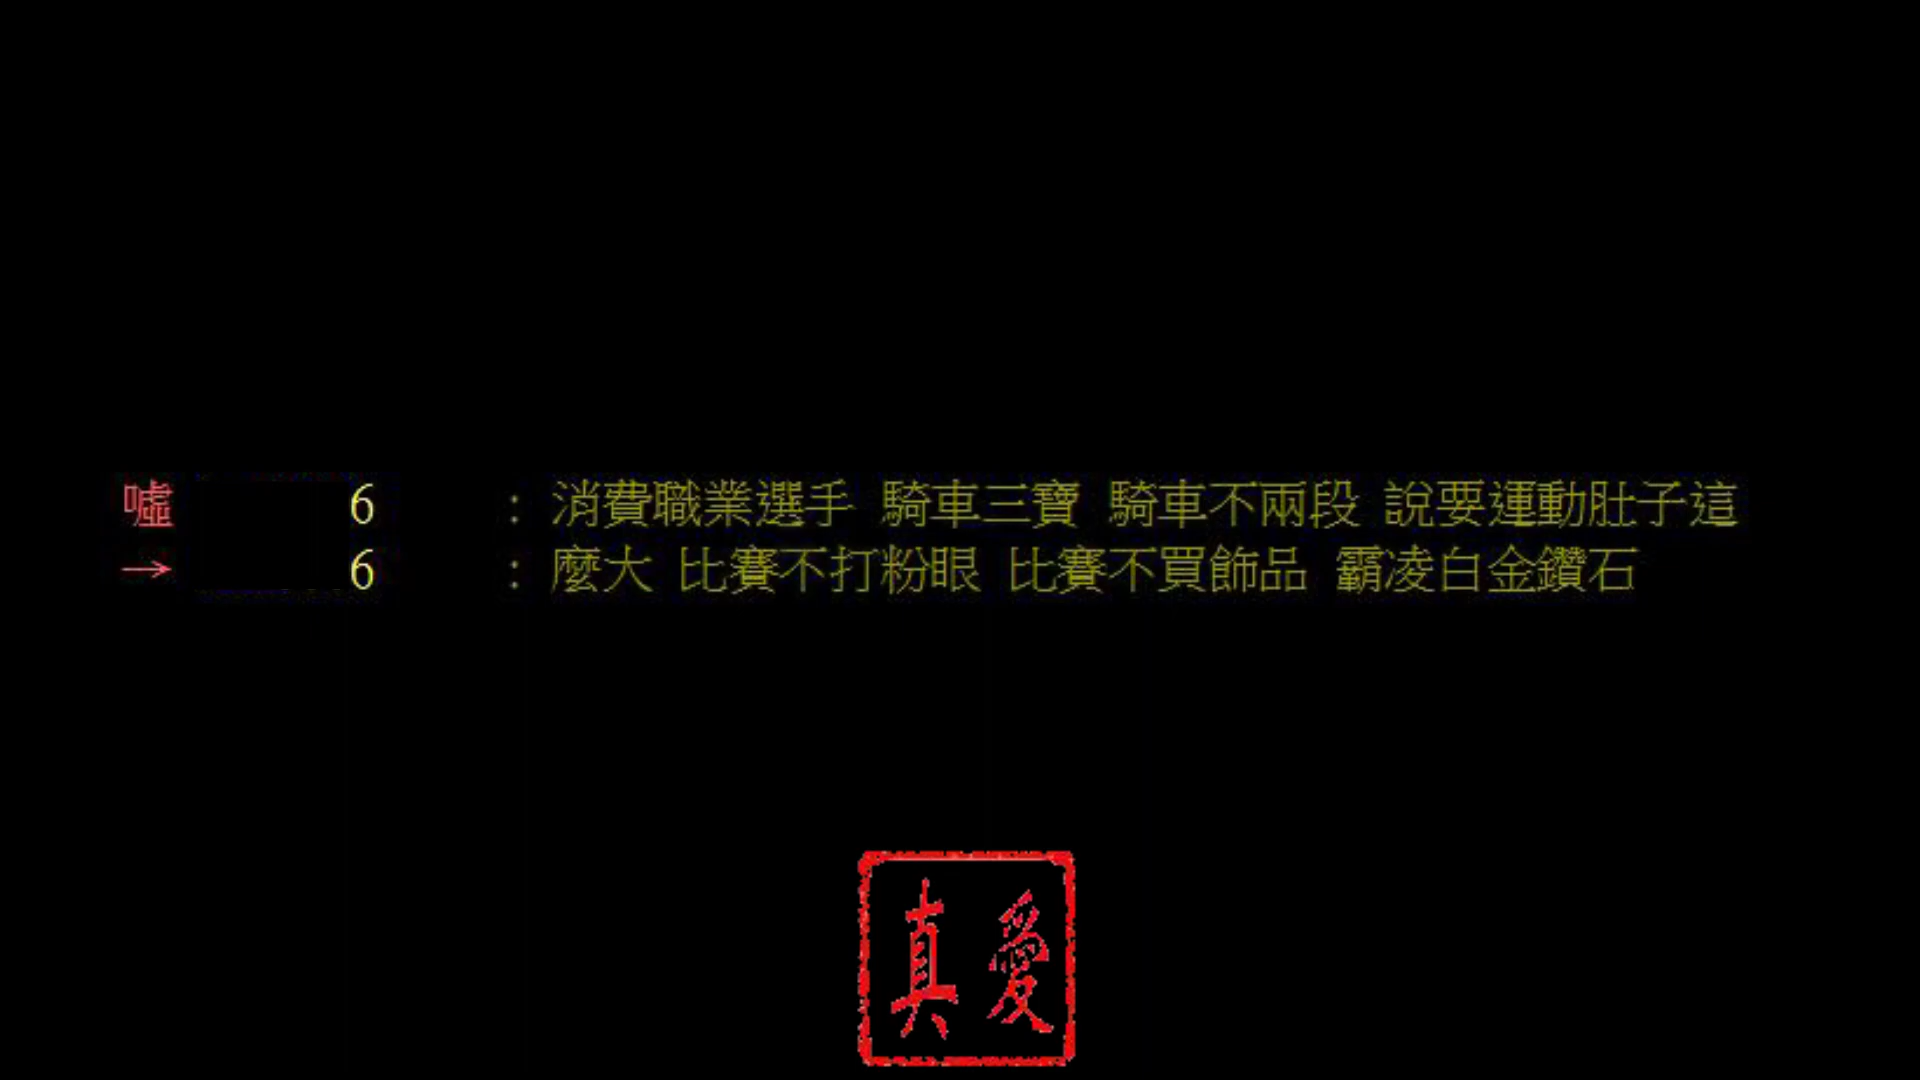 噓 6 : 消費職業選手 騎車三寶 騎車不兩段 說要運動肚子這
→ 6 : 麼大 比賽不打粉眼 比賽不買飾品 霸凌白金鑽石
真愛